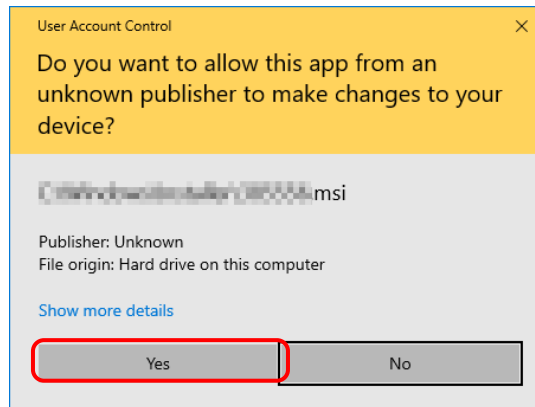 User Account Control
Do you want to allow this app from an
unknown publisher to make changes to your
device?
msi
Publisher: Unknown
File origin: Hard drive on this computer
Show more details
Yes
No